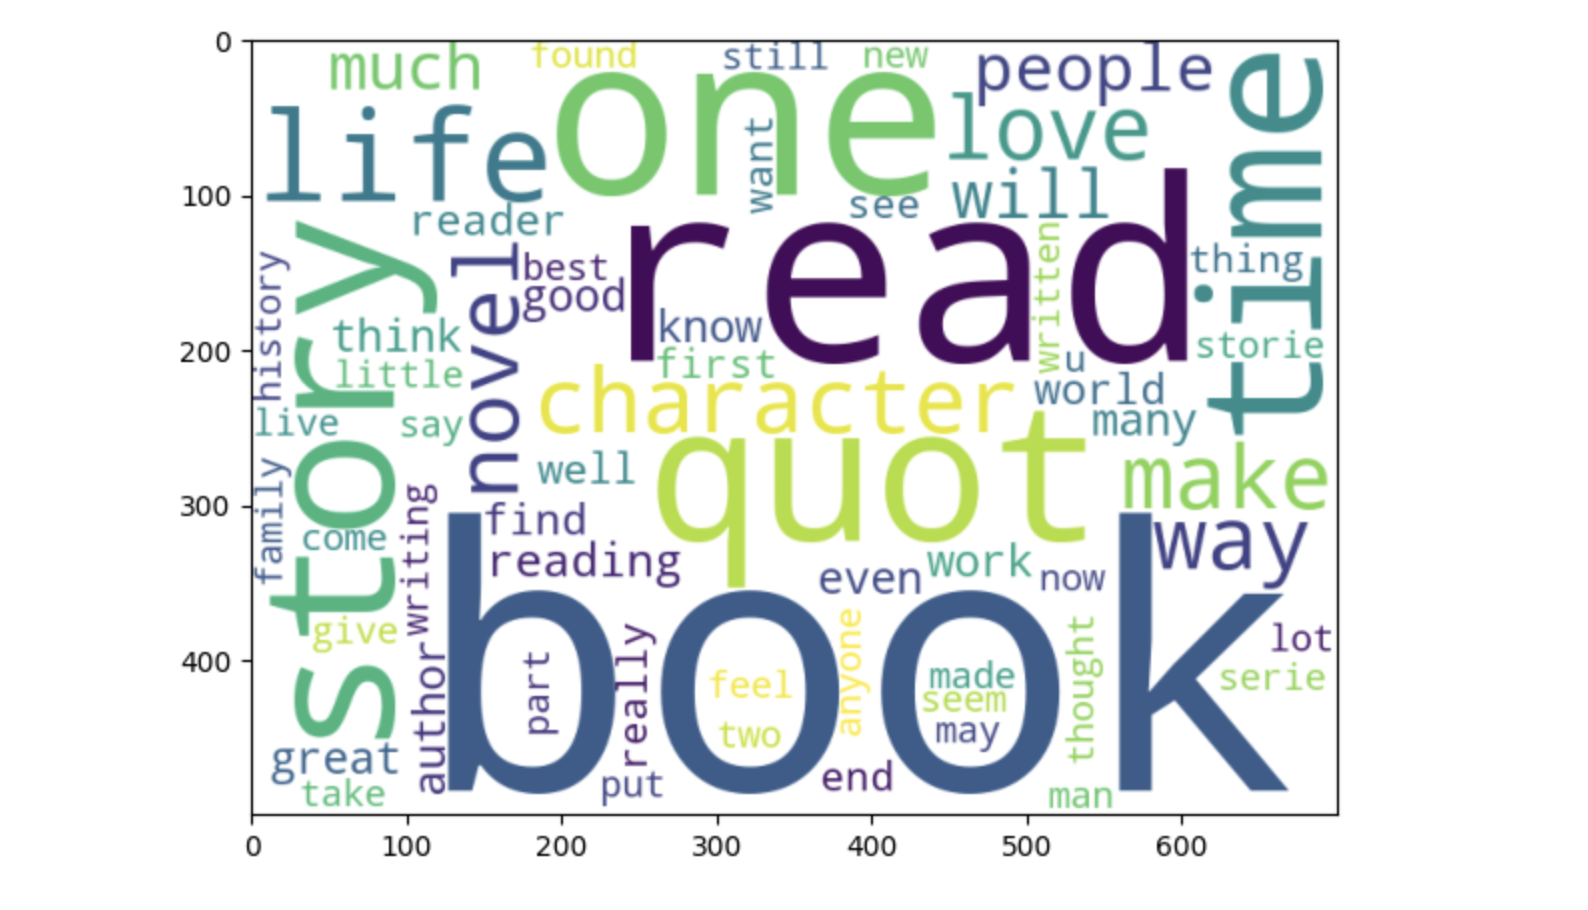 0
much
found
still
new
people
one
life
want
love
time
will
see
100
reader
read
written
history
story
novel
best
good
thing
know
think
200
first
u
storie
little
character
world
live
say
many
quot
well
make
family
300
writing
find
way
come
reading
even
work
now
book
give
anyone
thought
lot
400
author
part
really
feel
made
seem
serie
two
may
great
put
end
take
man
0 100 200 300 400 500 600